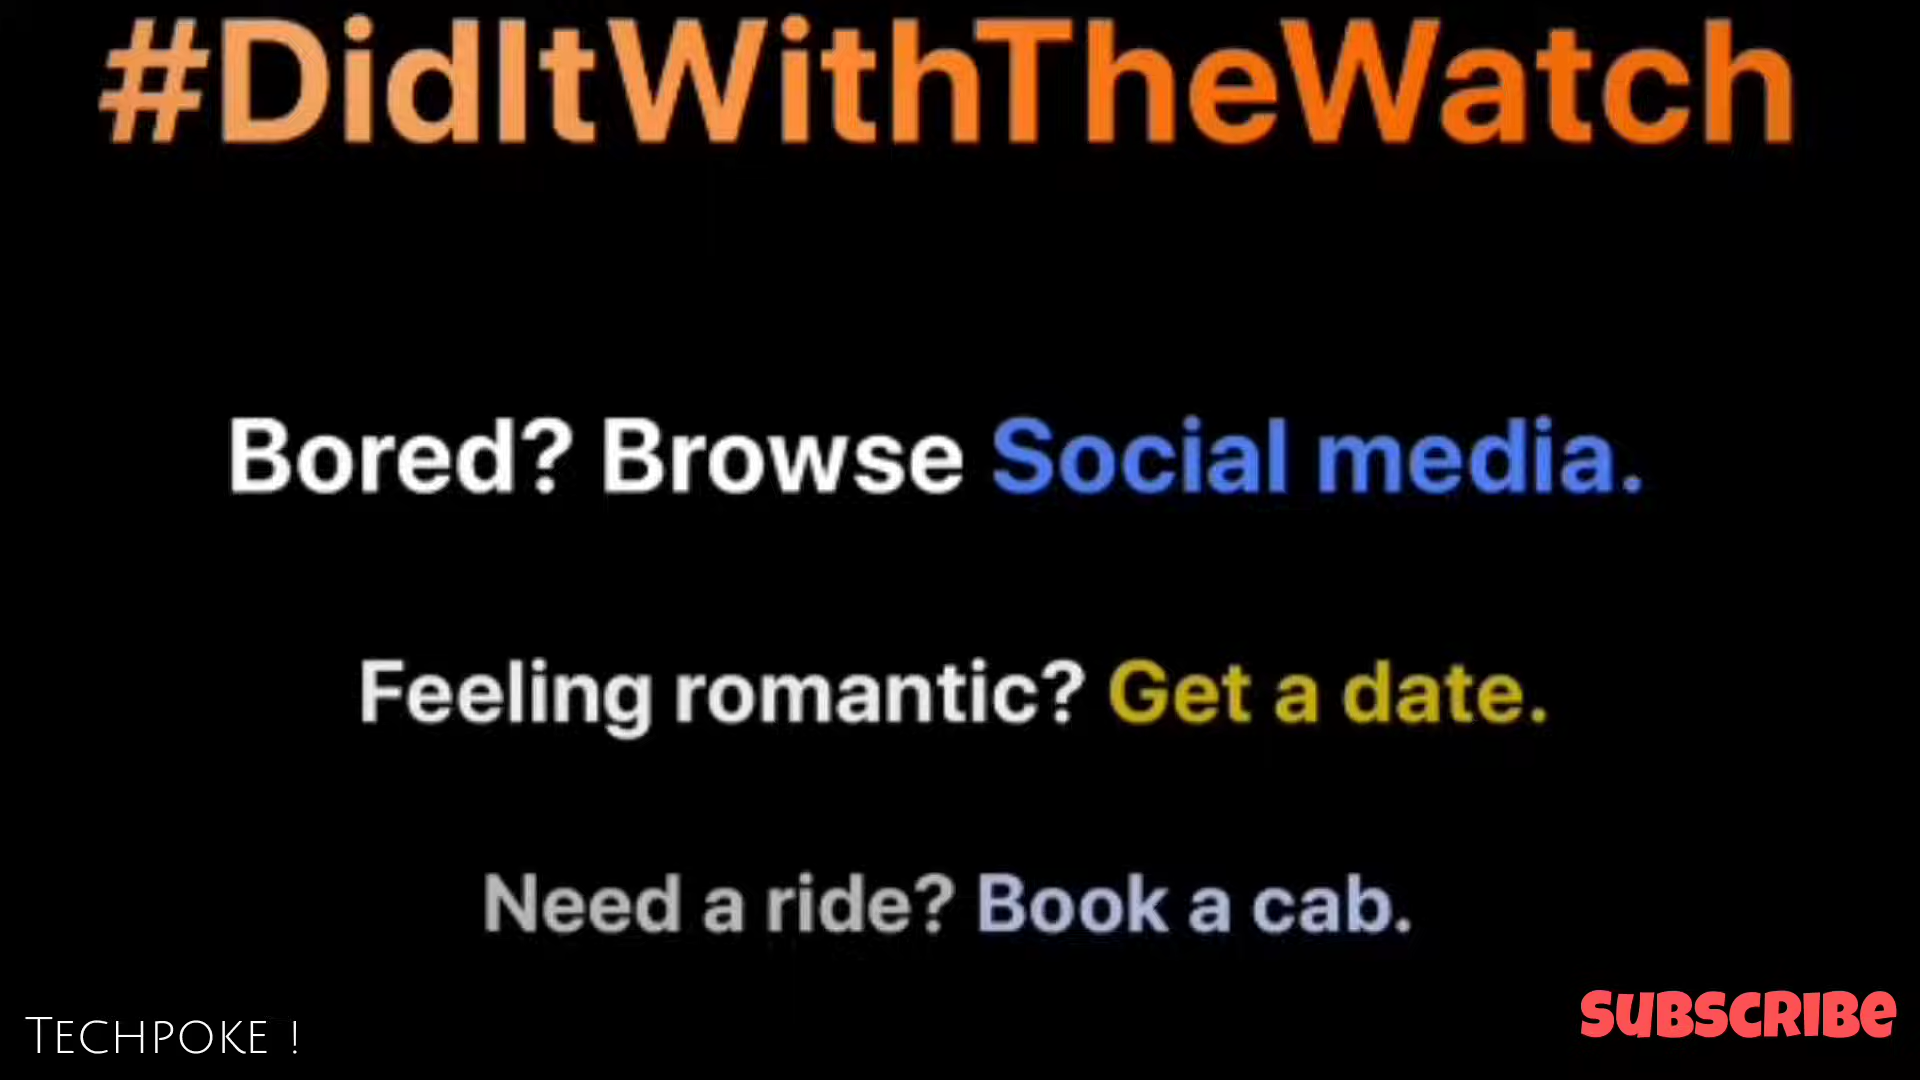 #DidItWithTheWatch
Bored? Browse Social media.
Feeling romantic? Get a date.
Need a ride? Book a cab.
TECHPOKE !
SUBSCRIBE